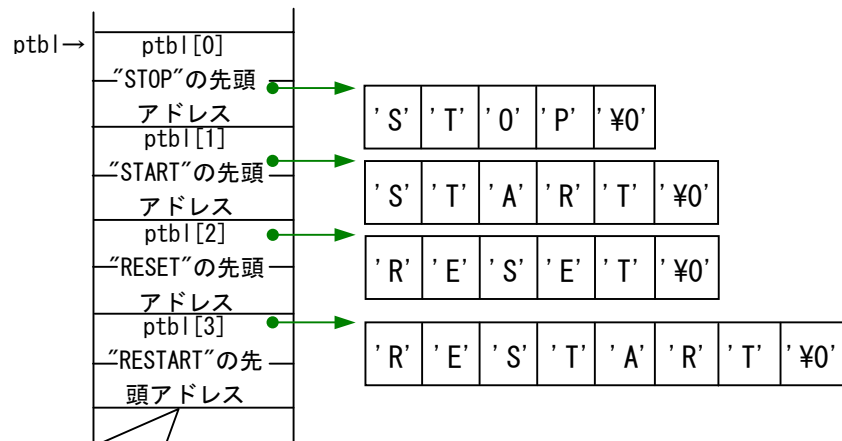 ptbl→
ptbl[0]
"STOP"の先頭
アドレス
'S' 'T' 'O' 'P' '¥0'
ptbl[1]
"START"の先頭
アドレス
'S' 'T' 'A' 'R' 'T' '¥0'
ptbl[2]
"RESET"の先頭
アドレス
'R' 'E' 'S' 'E' 'T' '¥0'
ptbl[3]
"RESTART"の先
頭アドレス
'R' 'E' 'S' 'T' 'A' 'R' 'T' '¥0'